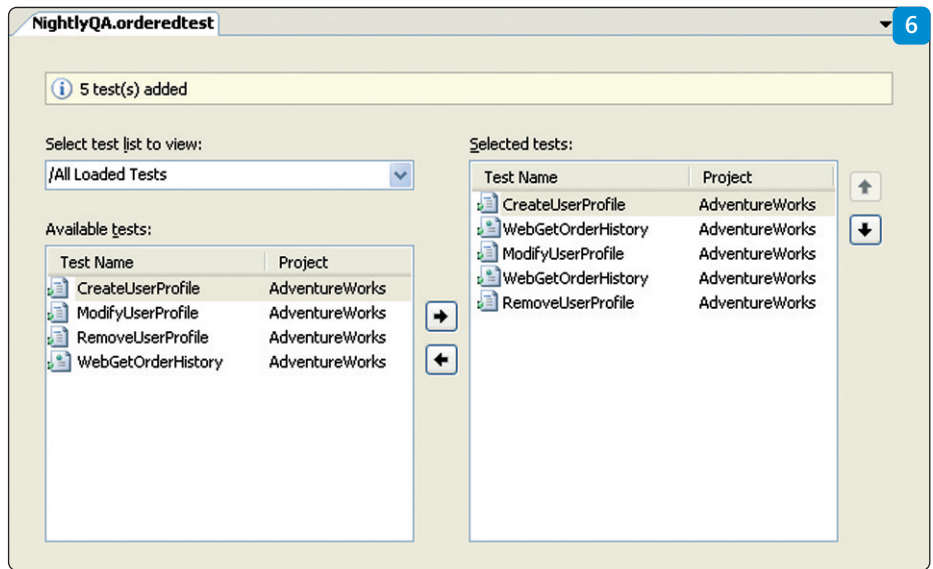 NightlyQA.orderedtest
6
5 test(s) added
Select test list to view:
/All Loaded Tests
Available tests:
Test Name Project
CreateUserProfile AdventureWorks
ModifyUserProfile AdventureWorks
RemoveUserProfile AdventureWorks
WebGetOrderHistory AdventureWorks
Selected tests:
Test Name Project
CreateUserProfile AdventureWorks
WebGetOrderHistory AdventureWorks
ModifyUserProfile AdventureWorks
WebGetOrderHistory AdventureWorks
RemoveUserProfile AdventureWorks